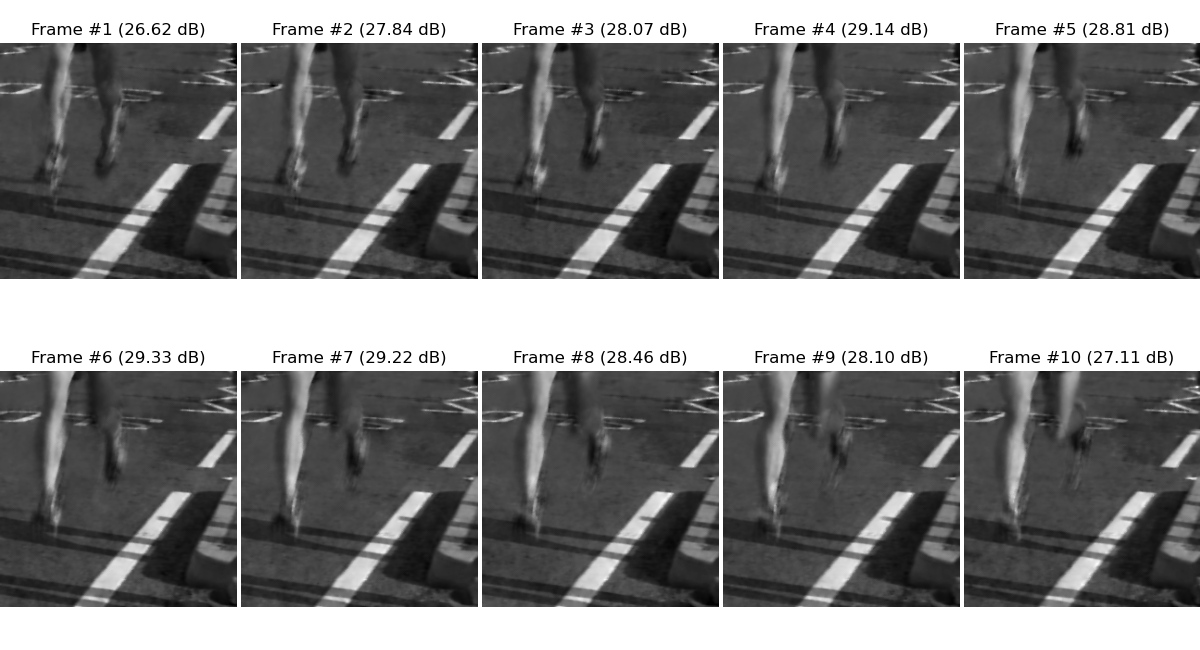 Frame #1 (26.62 dB)
Frame #2 (27.84 dB)
Frame #3 (28.07 dB)
Frame #4 (29.14 dB)
Frame #5 (28.81 dB)
Frame #6 (29.33 dB)
Frame #7 (29.22 dB)
Frame #8 (28.46 dB)
Frame #9 (28.10 dB)
Frame #10 (27.11 dB)